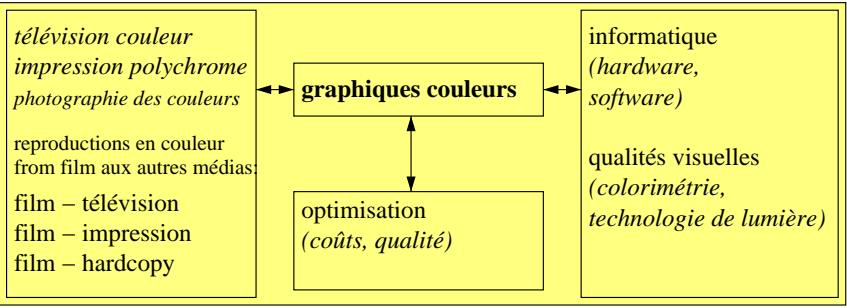 télévision couleur
impression polychrome
photographie des couleurs
reproductions en couleur
from film aux autres médias:
film – télévision
film – impression
film – hardcopy
graphiques couleurs
optimisation
(coûts, qualité)
informatique
(hardware,
software)
qualités visuelles
(colorimétrie,
technologie de lumière)